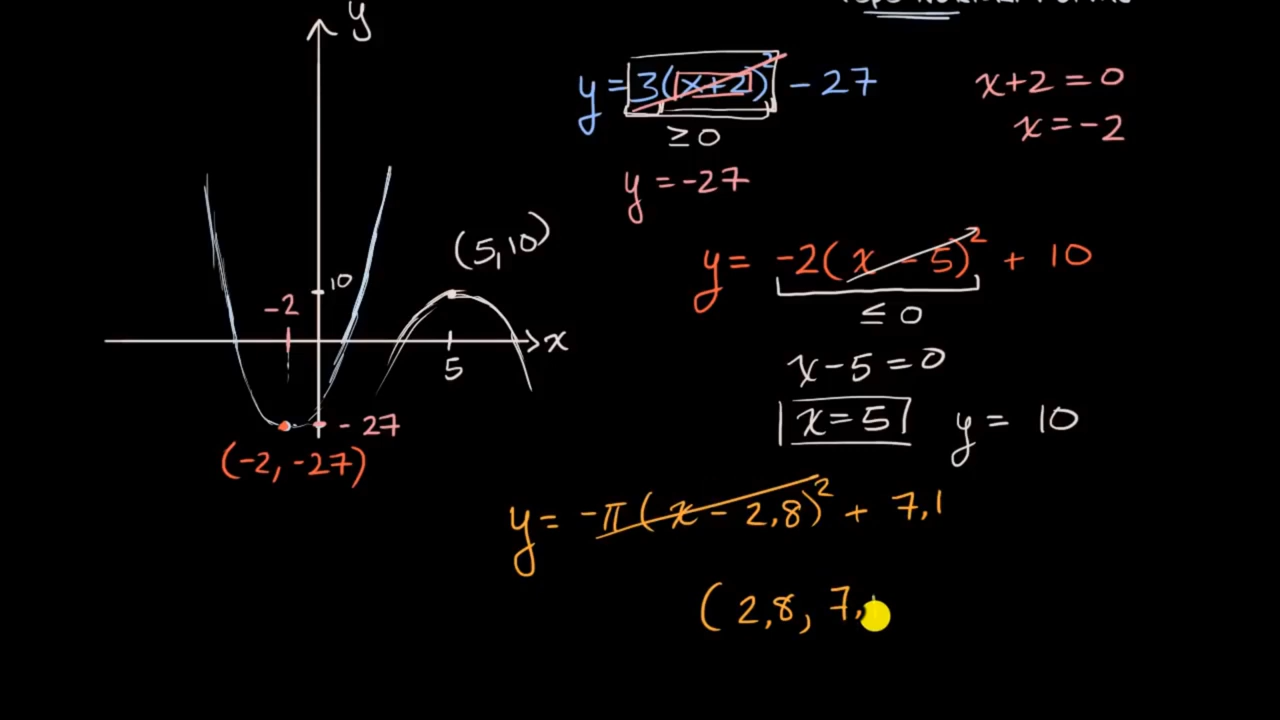 y
y = 3(x+2)² - 27
x+2 = 0
≥ 0
x = -2
y = -27
(5,10)
y = -2(x - 5)² + 10
10
-2
≤ 0
x
5
x-5 = 0
x = 5
y = 10
-27
(-2, -27)
y = -π(x - 2,8)² + 7,1
(2,8, 7,